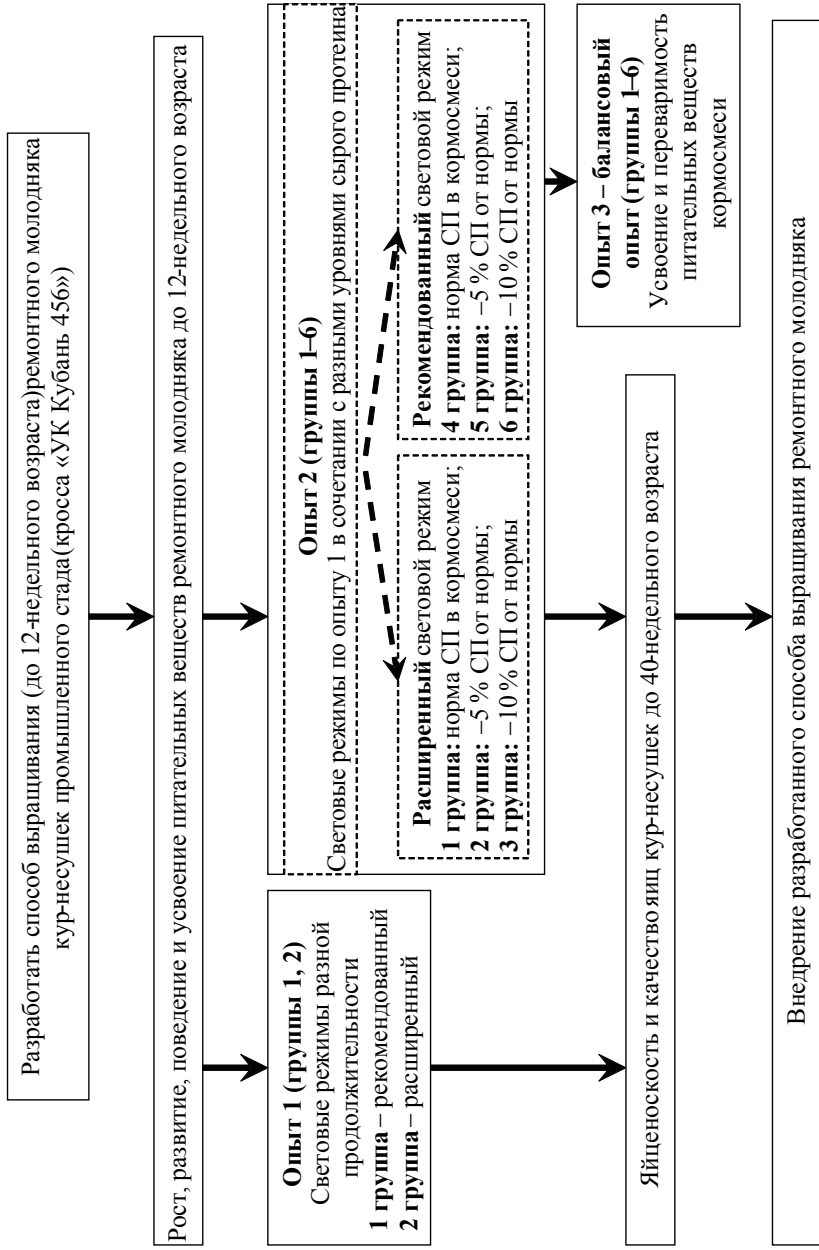 Разработать способ выращивания (до 12-недельного возраста)ремонтного молодняка
кур-несушек промышленного стада(кросса «УК Кубань 456»)
Рост, развитие, поведение и усвоение питательных веществ ремонтного молодняка до 12-недельного возраста
Опыт 1 (группы 1, 2)
Световые режимы разной
продолжительности
1 группа – рекомендованный
2 группа – расширенный
Опыт 2 (группы 1–6)
Световые режимы по опыту 1 в сочетании с разными уровнями сырого протеина
Расширенный световой режим
1 группа: норма СП в кормосмеси;
2 группа: –5 % СП от нормы;
3 группа: –10 % СП от нормы
Рекомендованный световой режим
4 группа: норма СП в кормосмеси;
5 группа: –5 % СП от нормы;
6 группа: –10 % СП от нормы
Опыт 3 – балансовый
опыт (группы 1–6)
Усвоение и переваримость
питательных веществ
кормосмеси
Яйценоскость и качество яиц кур-несушек до 40-недельного возраста
Внедрение разработанного способа выращивания ремонтного молодняка